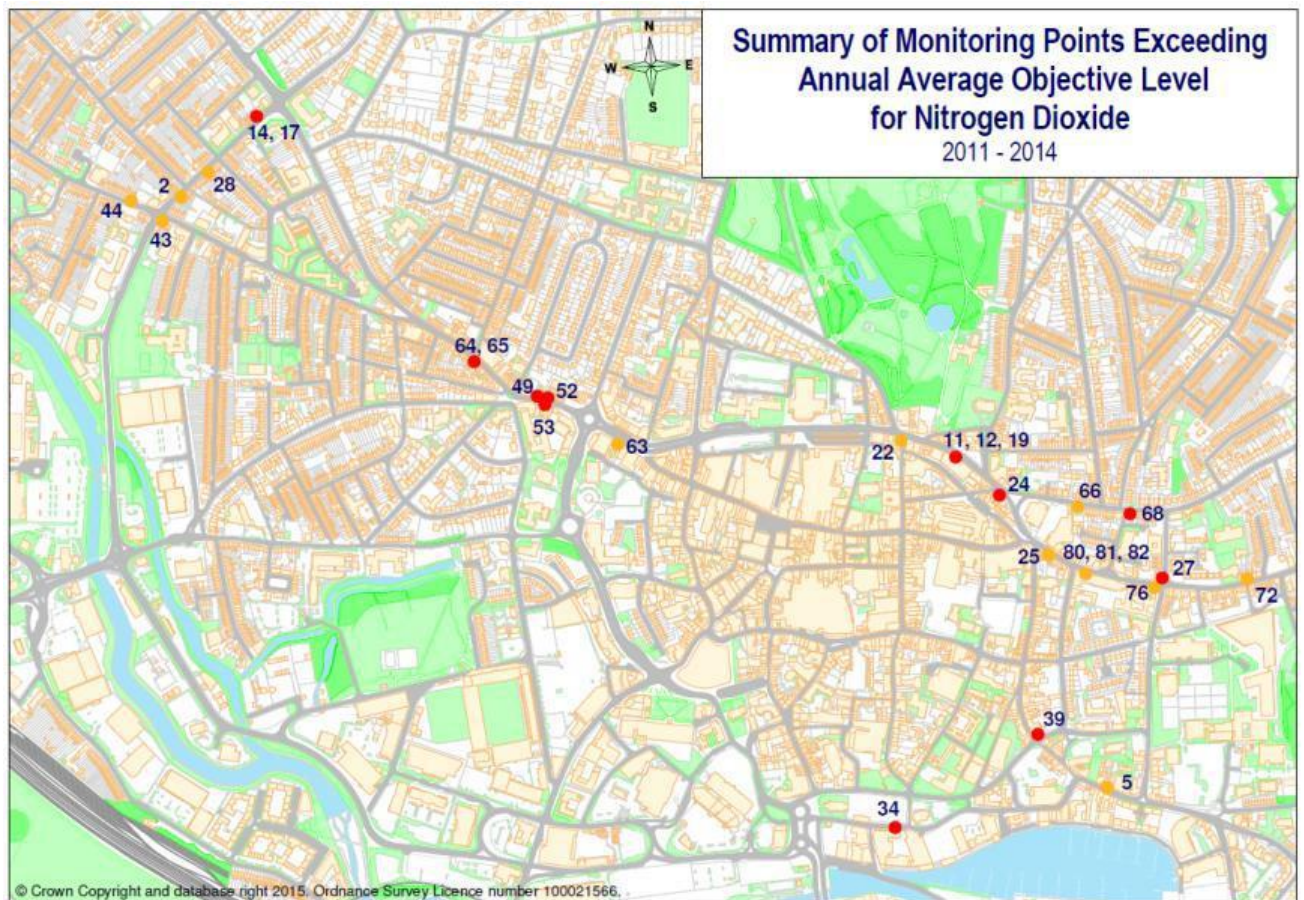 Summary of Monitoring Points Exceeding
Annual Average Objective Level
for Nitrogen Dioxide
2011 - 2014
N
W E
S
14, 17
2
28
44
43
64, 65
49
52
53
63
22
11, 12, 19
24
66
68
25
80, 81, 82
27
76
72
39
5
34
© Crown Copyright and database right 2015. Ordnance Survey Licence number 100021566.